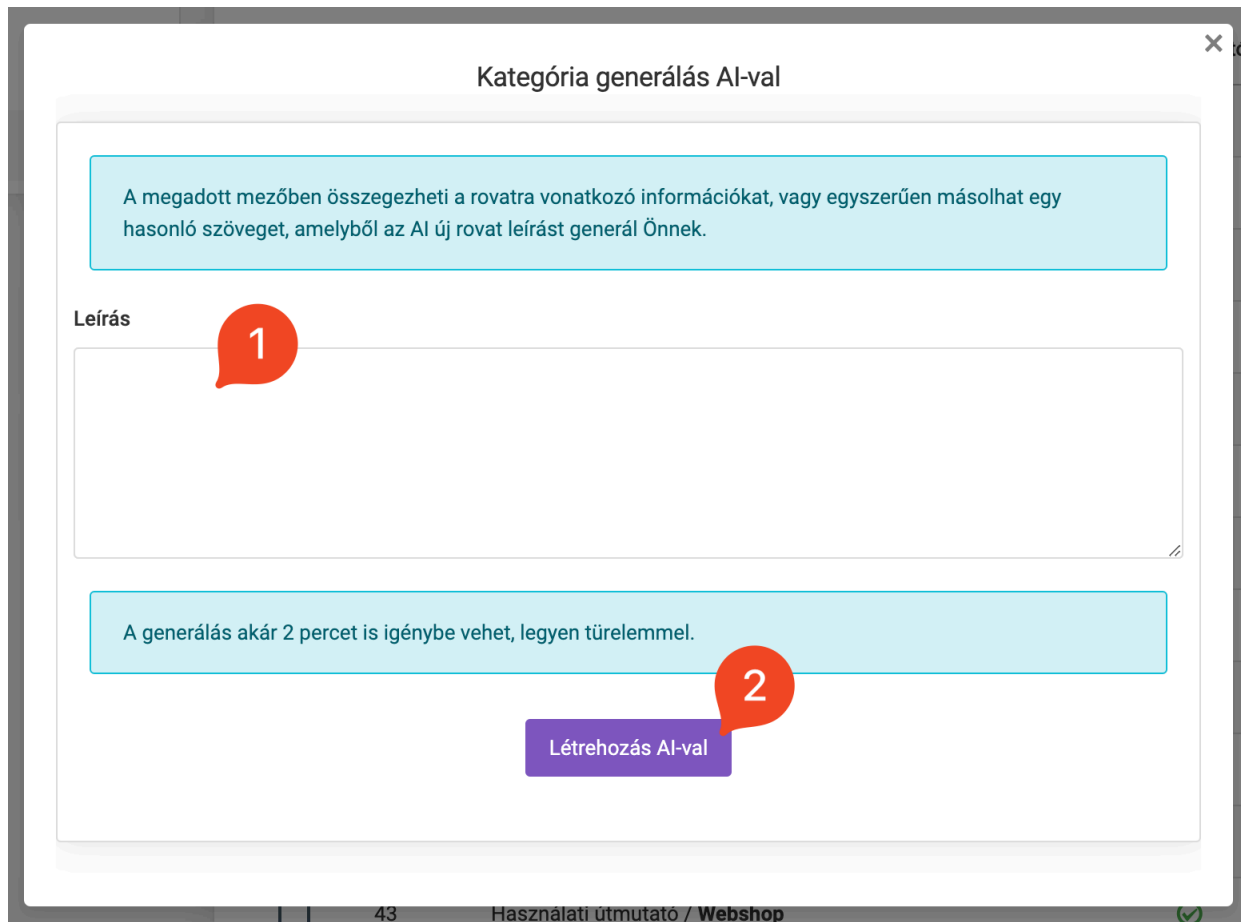 ×
Kategória generálás AI-val
A megadott mezőben összegezheti a rovatra vonatkozó információkat, vagy egyszerűen másolhat egy
hasonló szöveget, amelyből az AI új rovat leírást generál Önnek.
Leírás
1
A generálás akár 2 percet is igénybe vehet, legyen türelemmel.
2
Létrehozás AI-val
43 Használati útmutató / Webshop